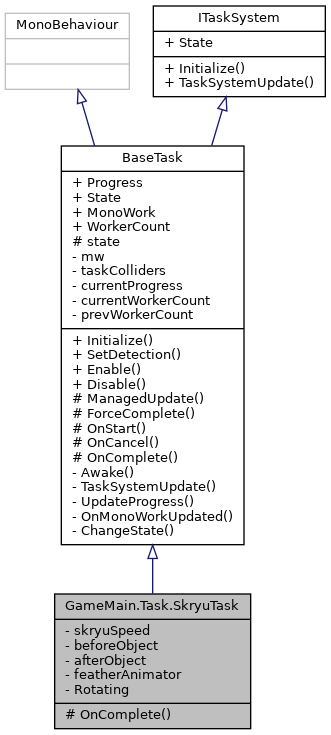 MonoBehaviour
ITaskSystem
+ State
+ Initialize()
+ TaskSystemUpdate()
BaseTask
+ Progress
+ State
+ MonoWork
+ WorkerCount
# state
- mw
- taskColliders
- currentProgress
- currentWorkerCount
- prevWorkerCount
+ Initialize()
+ SetDetection()
+ Enable()
+ Disable()
# ManagedUpdate()
# ForceComplete()
# OnStart()
# OnCancel()
# OnComplete()
- Awake()
- TaskSystemUpdate()
- UpdateProgress()
- OnMonoWorkUpdated()
- ChangeState()
GameMain.Task.SkryuTask
- skryuSpeed
- beforeObject
- afterObject
- featherAnimator
- Rotating
# OnComplete()